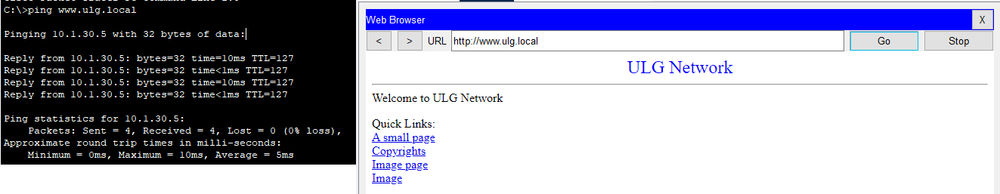 C:\>ping www.ulg.local
Pinging 10.1.30.5 with 32 bytes of data:
Reply from 10.1.30.5: bytes=32 time=10ms TTL=127
Reply from 10.1.30.5: bytes=32 time<1ms TTL=127
Reply from 10.1.30.5: bytes=32 time=10ms TTL=127
Reply from 10.1.30.5: bytes=32 time<1ms TTL=127
Ping statistics for 10.1.30.5:
Packets: Sent = 4, Received = 4, Lost = 0 (0% loss),
Approximate round trip times in milli-seconds:
Minimum = 0ms, Maximum = 10ms, Average = 5ms
Web Browser X
< > URL http://www.ulg.local Go Stop
ULG Network
Welcome to ULG Network
Quick Links:
A small page
Copyrights
Image page
Image